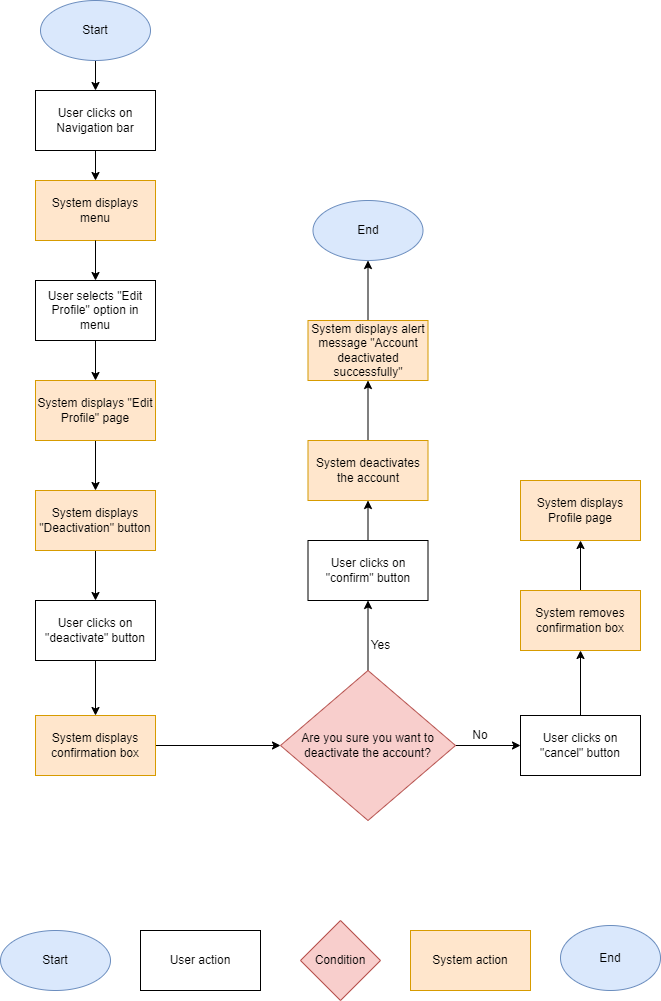 Start
User clicks on
Navigation bar
System displays
menu
User selects "Edit
Profile" option in
menu
System displays "Edit
Profile" page
System displays
"Deactivation" button
User clicks on
"deactivate" button
System displays
confirmation box
Are you sure you want to
deactivate the account?
Yes
User clicks on
"confirm" button
System deactivates
the account
System displays alert
message "Account
deactivated
successfully"
End
No
User clicks on
"cancel" button
System removes
confirmation box
System displays
Profile page
Start
User action
Condition
System action
End